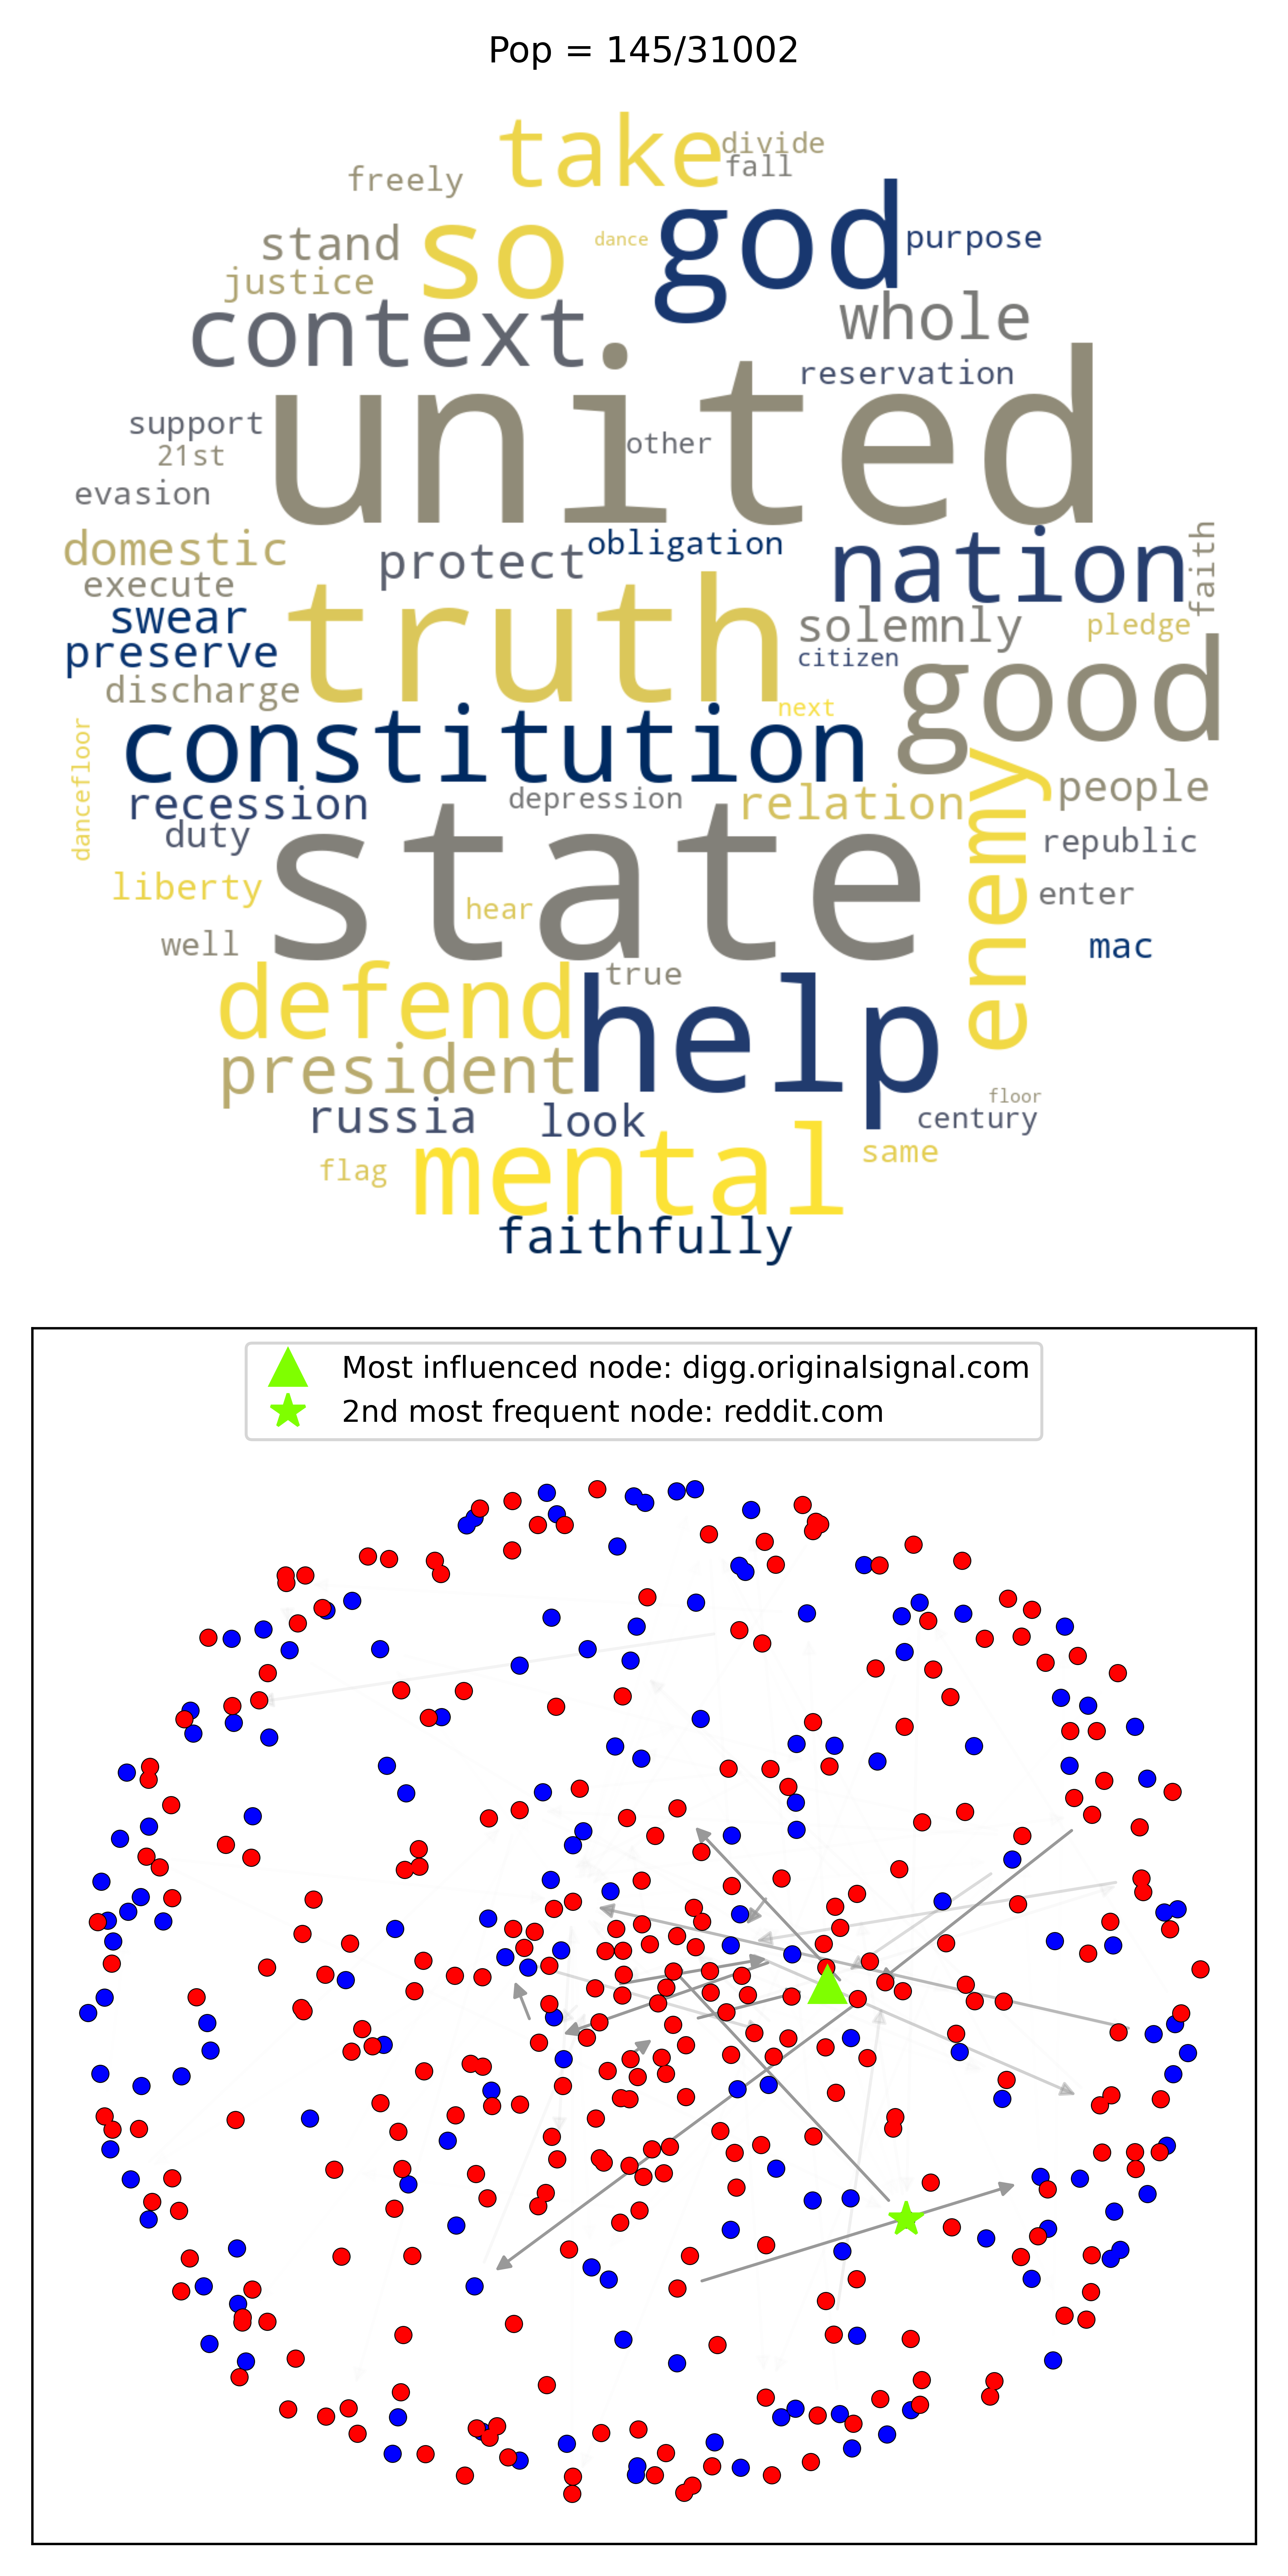 Pop = 145/31002
take
divide
fall
freely
so
dance
god
purpose
stand
justice
context
whole
united
reservation
support
other
21st
evasion
domestic
protect
obligation
nation
faith
execute
swear
truth
solemnly
pledge
preserve
citizen
discharge
good
next
constitution
dancefloor
recession
depression
relation
enemy
people
duty
state
republic
liberty
hear
enter
well
mac
defend
true
help
president
russia
look
floor
century
flag
mental
same
faithfully
Most influenced node: digg.originalsignal.com
2nd most frequent node: reddit.com